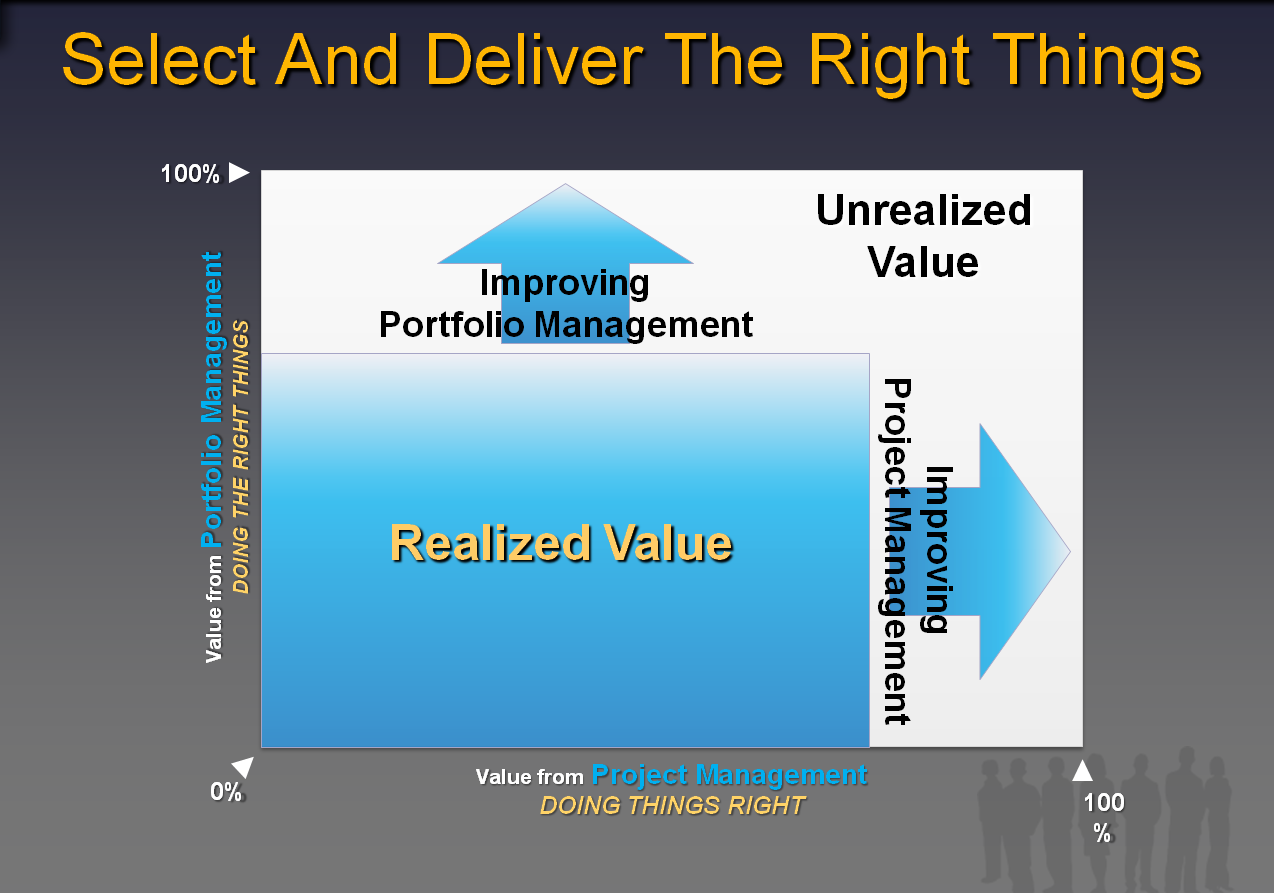 Select And Deliver The Right Things
100%
Unrealized
Value
Improving
Portfolio Management
Value from Portfolio Management
DOING THE RIGHT THINGS
Realized Value
Improving
Project Management
0%
Value from Project Management
DOING THINGS RIGHT
100
%